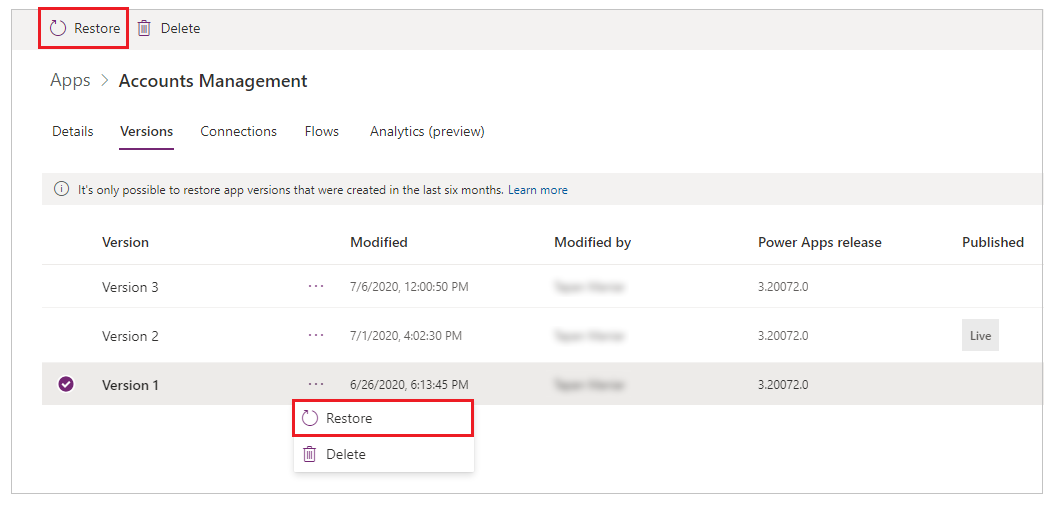 Restore Delete
Apps > Accounts Management
Details Versions Connections Flows Analytics (preview)
It's only possible to restore app versions that were created in the last six months. Learn more
Version Modified Modified by Power Apps release Published
Version 3 ... 7/6/2020, 12:00:50 PM 3.20072.0
Version 2 ... 7/1/2020, 4:02:30 PM 3.20072.0 Live
Version 1 ... 6/26/2020, 6:13:45 PM 3.20072.0
Restore
Delete